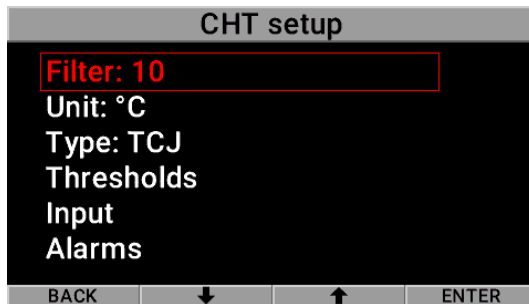 CHT setup
Filter: 10
Unit: °C
Type: TCJ
Thresholds
Input
Alarms
BACK ENTER